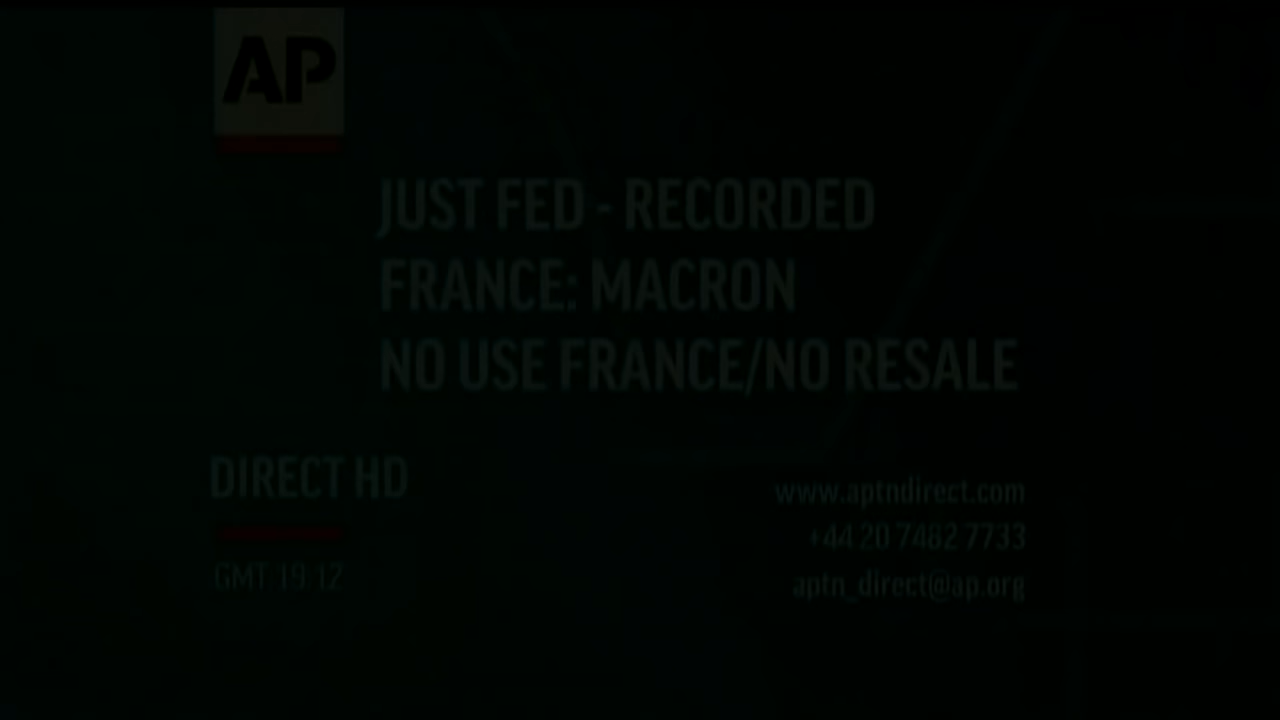 AP
JUST FED - RECORDED
FRANCE: MACRON
NO USE FRANCE/NO RESALE
DIRECT HD
www.aptndirect.com
+44 20 7482 7733
GMT 19:12
aptn_direct@ap.org